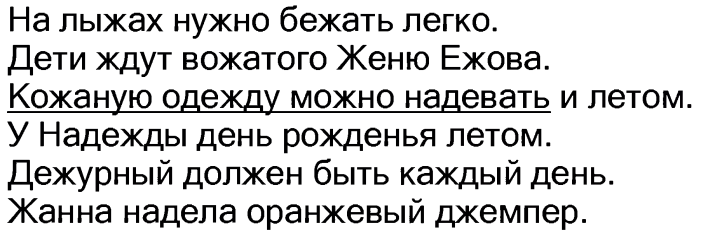 На лыжах нужно бежать легко.
Дети ждут вожатого Женю Ежова.
Кожаную одежду можно надевать и летом.
У Надежды день рожденья летом.
Дежурный должен быть каждый день.
Жанна надела оранжевый джемпер.